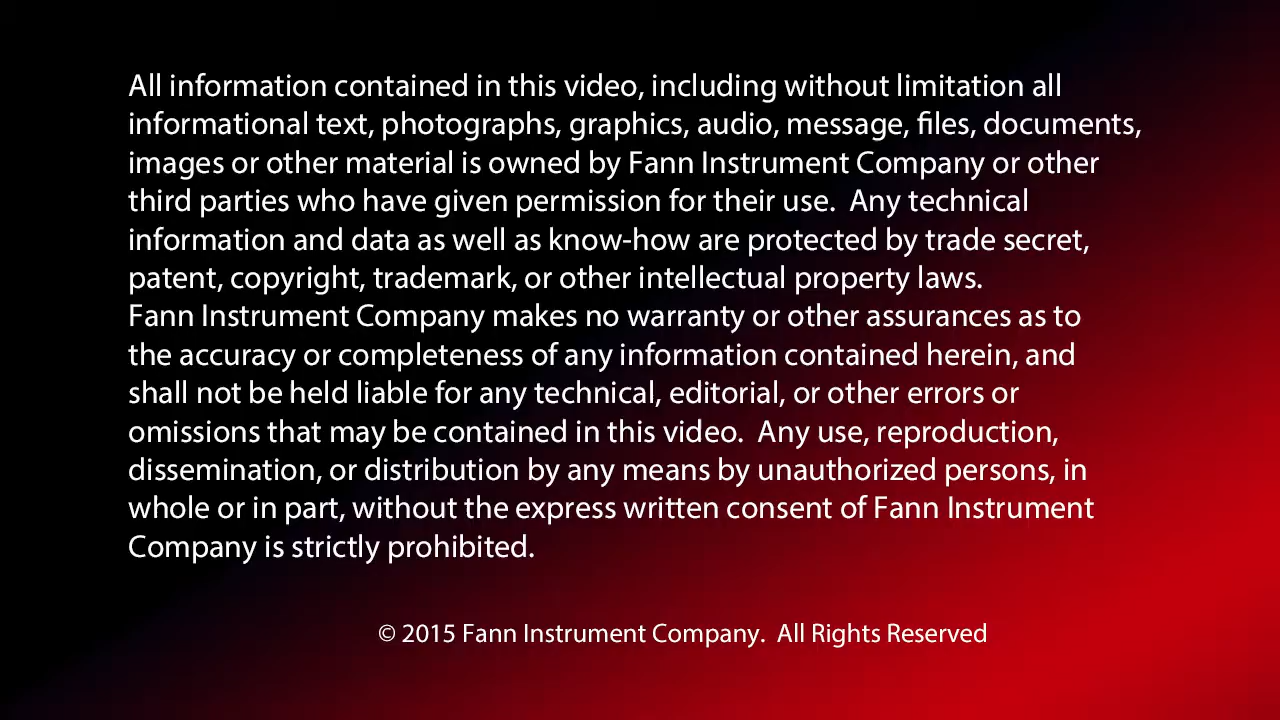 All information contained in this video, including without limitation all
informational text, photographs, graphics, audio, message, files, documents,
images or other material is owned by Fann Instrument Company or other
third parties who have given permission for their use.  Any technical
information and data as well as know-how are protected by trade secret,
patent, copyright, trademark, or other intellectual property laws.
Fann Instrument Company makes no warranty or other assurances as to
the accuracy or completeness of any information contained herein, and
shall not be held liable for any technical, editorial, or other errors or
omissions that may be contained in this video.  Any use, reproduction,
dissemination, or distribution by any means by unauthorized persons, in
whole or in part, without the express written consent of Fann Instrument
Company is strictly prohibited.
© 2015 Fann Instrument Company.  All Rights Reserved